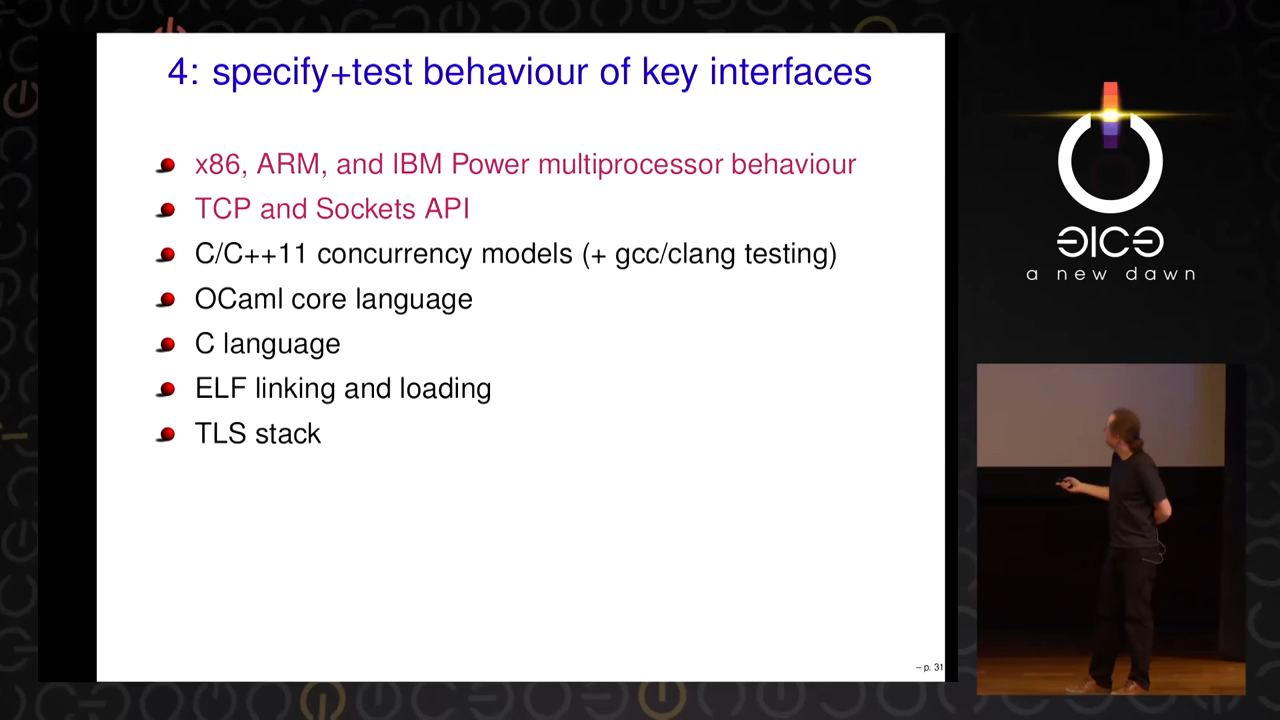 4: specify+test behaviour of key interfaces
x86, ARM, and IBM Power multiprocessor behaviour
TCP and Sockets API
C/C++11 concurrency models (+ gcc/clang testing)
OCaml core language
C language
ELF linking and loading
TLS stack
– p. 31
a new dawn